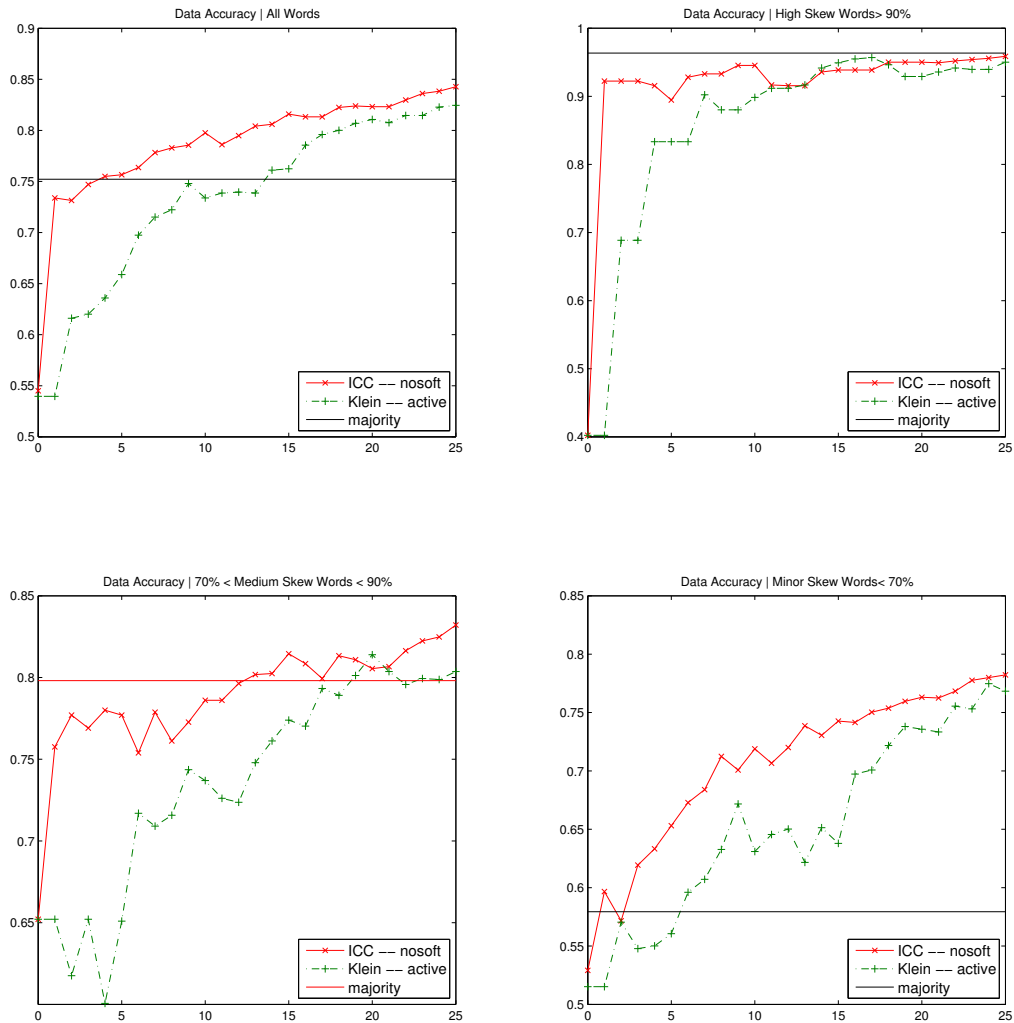 Data Accuracy | All Words
0.9
0.85
0.8
0.75
0.7
0.65
0.6
0.55
0.5
0 5 10 15 20 25
ICC −− nosoft
Klein −− active
majority
Data Accuracy | High Skew Words> 90%
1
0.9
0.8
0.7
0.6
0.5
0.4
0 5 10 15 20 25
ICC −− nosoft
Klein −− active
majority
Data Accuracy | 70% < Medium Skew Words < 90%
0.85
0.8
0.75
0.7
0.65
0 5 10 15 20 25
ICC −− nosoft
Klein −− active
majority
Data Accuracy | Minor Skew Words< 70%
0.85
0.8
0.75
0.7
0.65
0.6
0.55
0.5
0 5 10 15 20 25
ICC −− nosoft
Klein −− active
majority